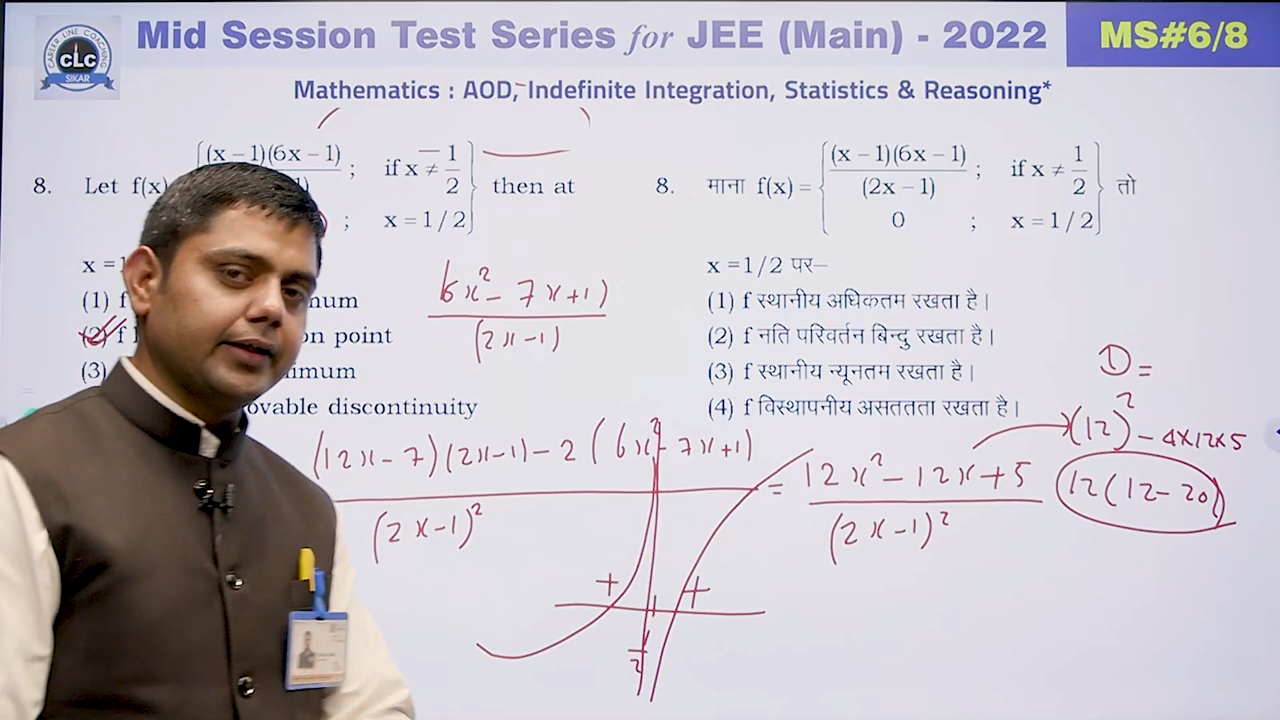 CAREER LINE COACHING
CLC
SIKAR
Mid Session Test Series for JEE (Main) - 2022
MS#6/8
Mathematics : AOD, Indefinite Integration, Statistics & Reasoning*
8. Let f(x) (x – 1)(6x – 1) ; if x ≠ 1/2 then at
; x = 1/2
x =
(1) f num
(2) f on point
(3) imum
ovable discontinuity
8. माना f(x) = { (x – 1)(6x – 1) / (2x – 1) ; if x ≠ 1/2 तो
0 ; x = 1/2 }
x =1/2 पर–
(1) f स्थानीय अधिकतम रखता है।
(2) f नति परिवर्तन बिन्दु रखता है।
(3) f स्थानीय न्यूनतम रखता है।
(4) f विस्थापनीय असततता रखता है।
6x² – 7x+1)
(2x–1)
(12x – 7)(2x–1) – 2(6x² – 7x+1)
(2x–1)²
= 12x² – 12x + 5
(2x–1)²
D =
(12)² – 4×12×5
12(12–20)
+ +
1/2